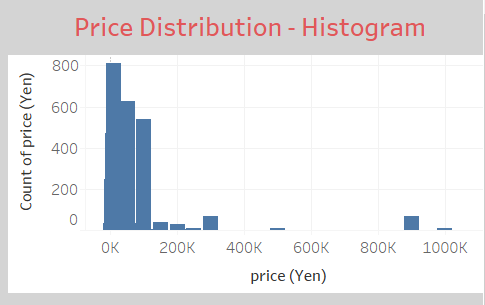 Price Distribution - Histogram
Count of price (Yen)
800
600
400
200
0
0K 200K 400K 600K 800K 1000K
price (Yen)